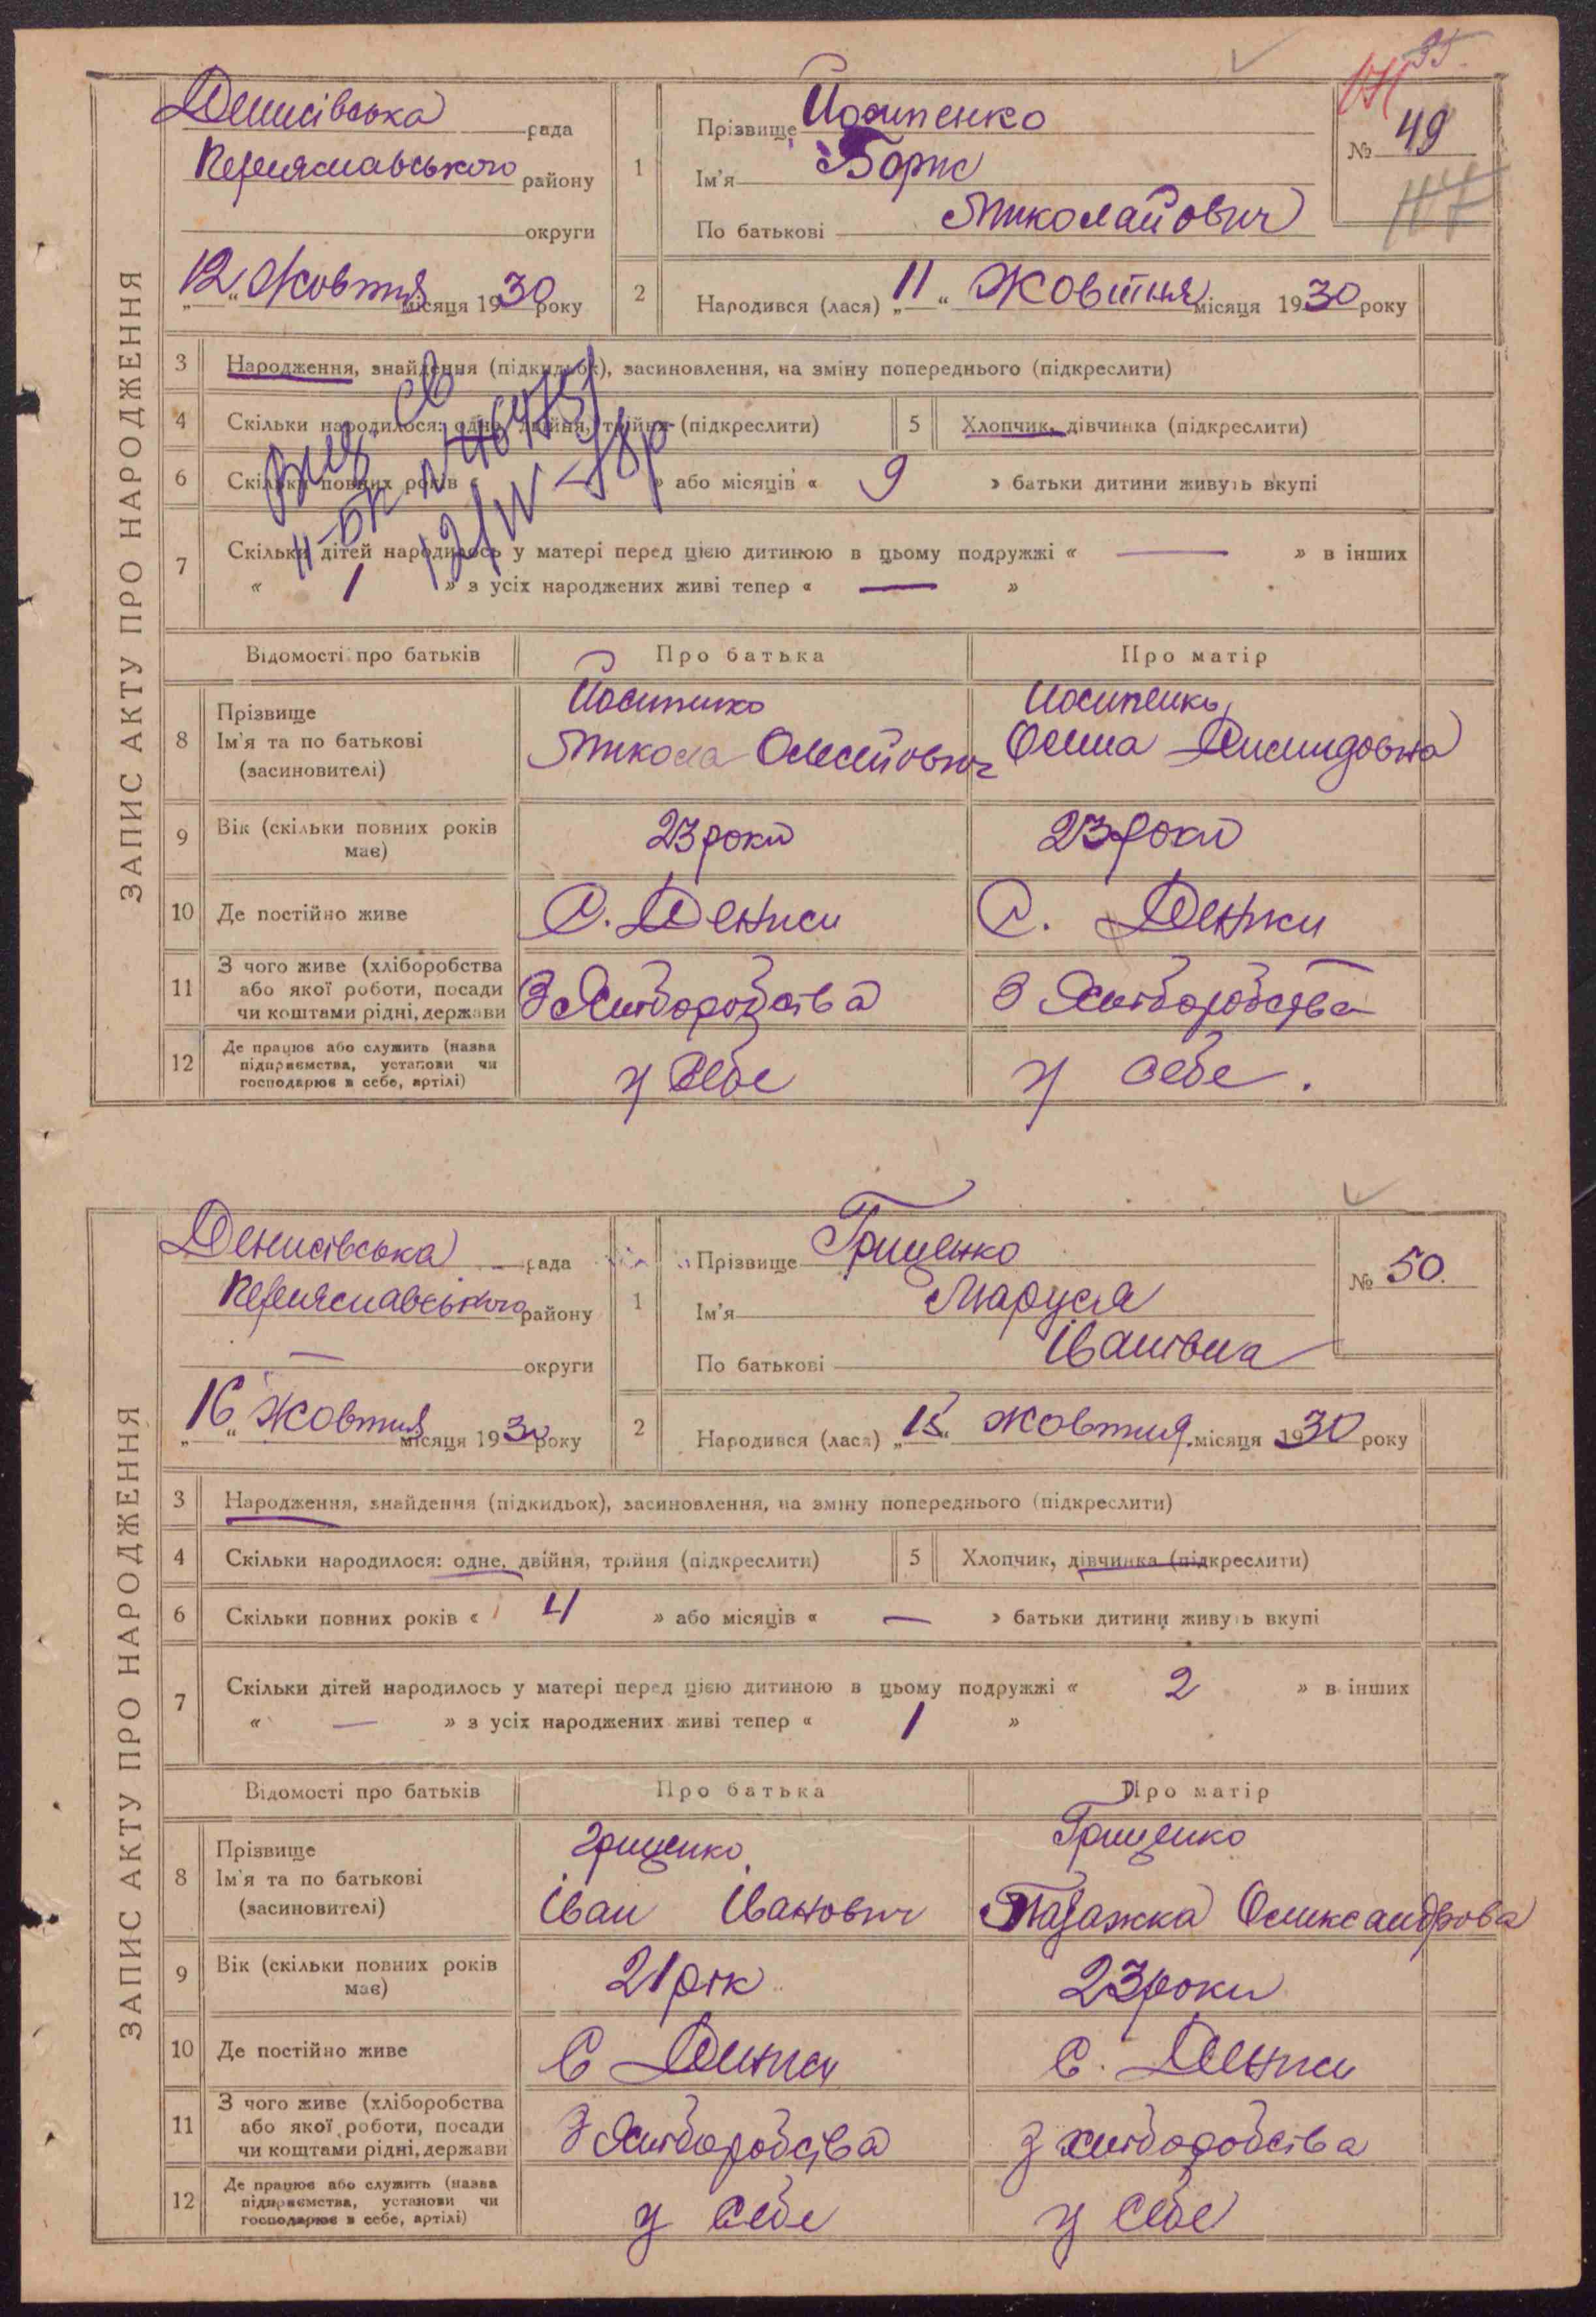 35
ЗАПИС АКТУ ПРО НАРОДЖЕННЯ
Денисівська рада
Переяславського району
округи
„12“ Жовтня місяця 1930 року
1
Прізвище Йосипенко
Ім'я Борис
По батькові Миколайович
№ 49
2
Народився (лася) „11“ Жовтня місяця 1930 року
3 Народження, знайдення (підкидьок), засиновлення, на зміну попереднього (підкреслити)
4 Скільки народилося: одне, двійня, трійня (підкреслити)
5 Хлопчик, дівчинка (підкреслити)
6 Скільки повних років « » або місяців « 9 » батьки дитини живуть вкупі
7 Скільки дітей народилось у матері перед цією дитиною в цьому подружжі « — » в інших
« 1 » з усіх народжених живі тепер « — »
Відомості про батьків Про батька Про матір
8 Прізвище
Ім'я та по батькові
(засиновителі)
Йосипенко
Микола Олексійович
Йосипенко
Олена
9 Вік (скільки повних років
має)
23 роки 23 роки
10 Де постійно живе С. Дениси С. Дениси
11 З чого живе (хліборобства
або якої роботи, посади
чи коштами рідні, держави
З Хліборобства З Хліборобства
12 Де працює або служить (назва
підприємства, установи чи
господарює в себе, артілі)
у себе у себе.
ЗАПИС АКТУ ПРО НАРОДЖЕННЯ
Денисівська рада
Переяславського району
— округи
„16“ Жовтня місяця 1930 року
1
Прізвище Грищенко
Ім'я Маруся
По батькові Іванівна
№ 50.
2
Народився (лася) „15“ жовтня місяця 1930 року
3 Народження, знайдення (підкидьок), засиновлення, на зміну попереднього (підкреслити)
4 Скільки народилося: одне, двійня, трійня (підкреслити)
5 Хлопчик, дівчинка (підкреслити)
6 Скільки повних років « 4 » або місяців « — » батьки дитини живуть вкупі
7 Скільки дітей народилось у матері перед цією дитиною в цьому подружжі « 2 » в інших
« — » з усіх народжених живі тепер « 1 »
Відомості про батьків Про батька Про матір
8 Прізвище
Ім'я та по батькові
(засиновителі)
Грищенко
Іван Іванович
Грищенко
Паражка Олександрова
9 Вік (скільки повних років
має)
21 рік 23 роки
10 Де постійно живе С Дениси С. Дениси
11 З чого живе (хліборобства
або якої роботи, посади
чи коштами рідні, держави
З Хліборобства З хліборобства
12 Де працює або служить (назва
підприємства, установи чи
господарює в себе, артілі)
у себе у себе